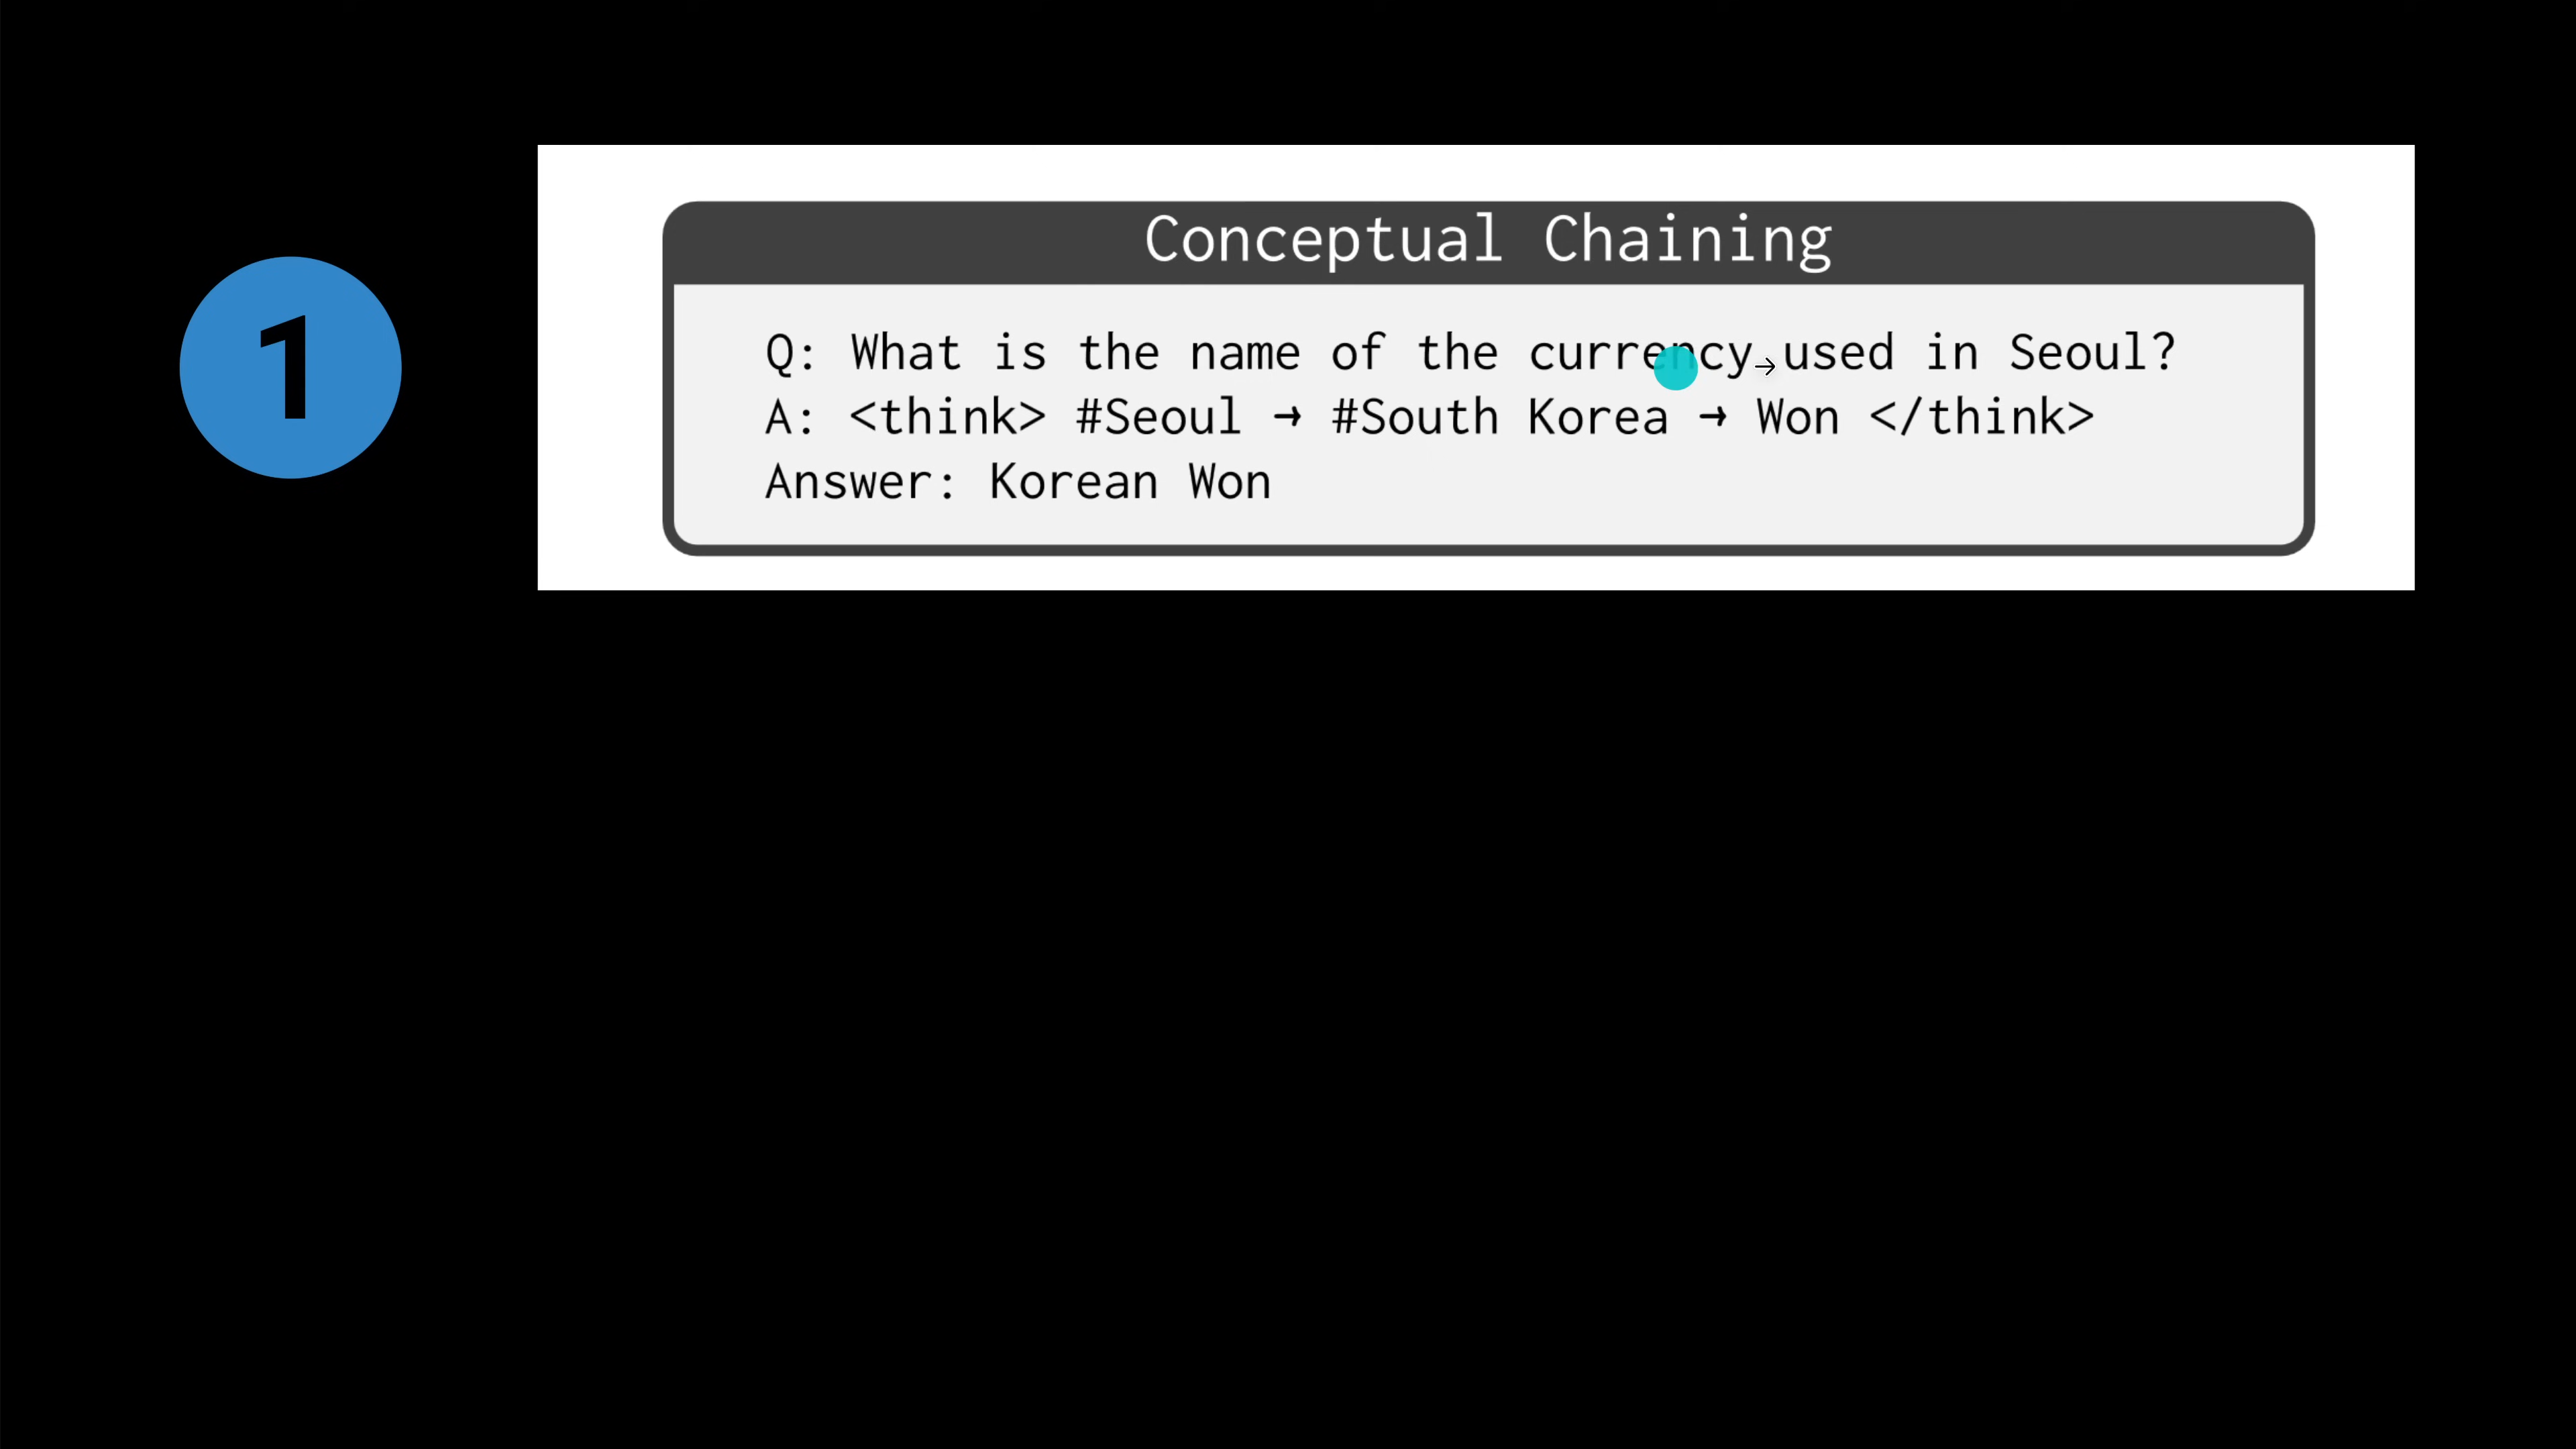 1
Conceptual Chaining
Q: What is the name of the currency used in Seoul?
A: <think> #Seoul → #South Korea → Won </think>
Answer: Korean Won